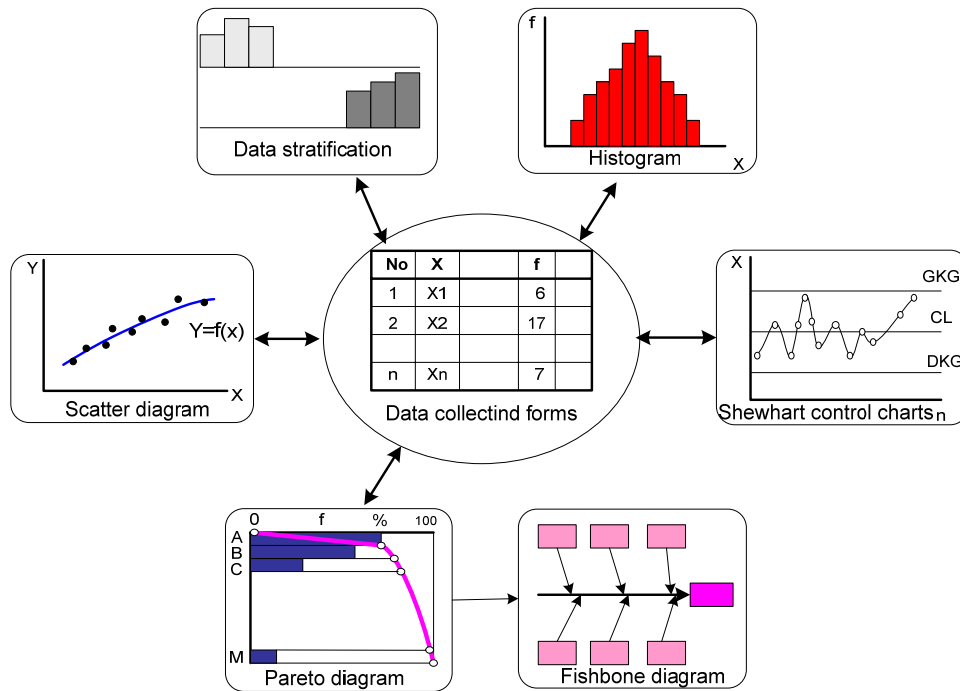 Data stratification
f
X
Histogram
Y
Y=f(x)
X
Scatter diagram
No X f
1 X1 6
2 X2 17
n Xn 7
Data collectind forms
X
GKG
CL
DKG
Shewhart control charts n
0 f % 100
A
B
C
M
Pareto diagram
Fishbone diagram